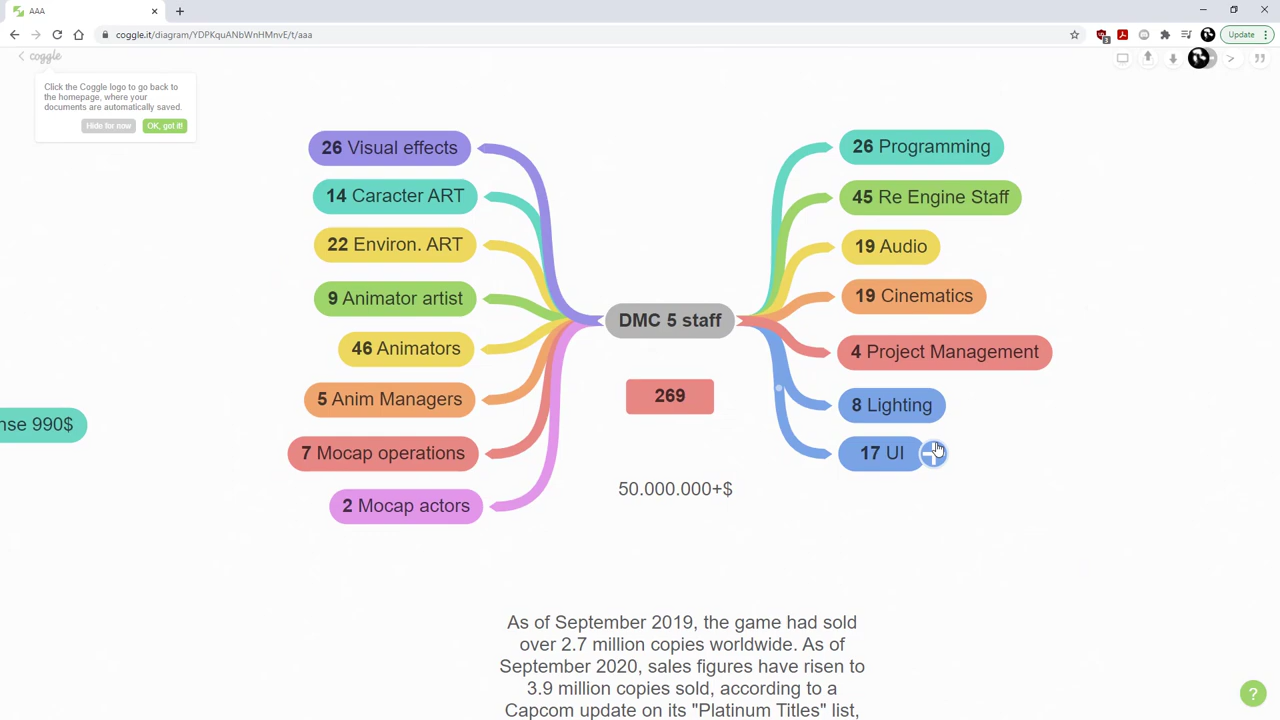 AAA
coggle.it/diagram/YDPKquANbWnHMnvE/t/aaa
Update
coggle
Click the Coggle logo to go back to
the homepage, where your
documents are automatically saved.
Hide for now
OK, got it!
26 Visual effects
14 Caracter ART
22 Environ. ART
9 Animator artist
46 Animators
5 Anim Managers
7 Mocap operations
2 Mocap actors
nse 990$
DMC 5 staff
269
50.000.000+$
26 Programming
45 Re Engine Staff
19 Audio
19 Cinematics
4 Project Management
8 Lighting
17 UI
As of September 2019, the game had sold
over 2.7 million copies worldwide. As of
September 2020, sales figures have risen to
3.9 million copies sold, according to a
Capcom update on its "Platinum Titles" list,
?